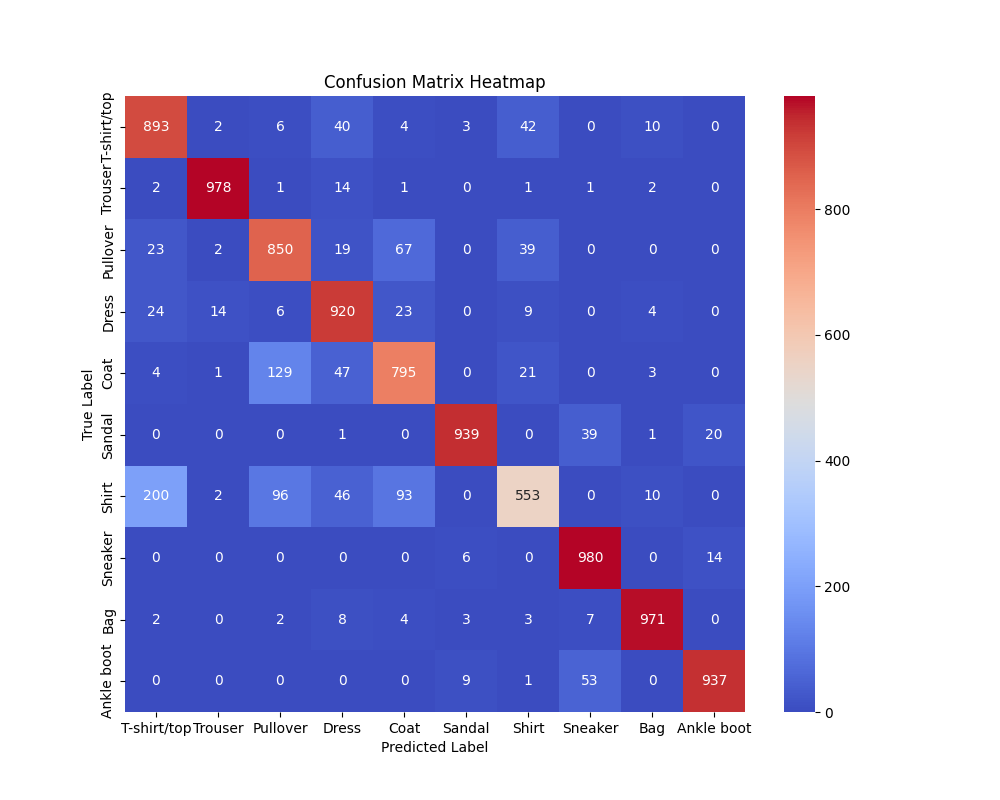 Confusion Matrix Heatmap
True Label
T-shirt/top 893 2 6 40 4 3 42 0 10 0
Trouser 2 978 1 14 1 0 1 1 2 0
Pullover 23 2 850 19 67 0 39 0 0 0
Dress 24 14 6 920 23 0 9 0 4 0
Coat 4 1 129 47 795 0 21 0 3 0
Sandal 0 0 0 1 0 939 0 39 1 20
Shirt 200 2 96 46 93 0 553 0 10 0
Sneaker 0 0 0 0 0 6 0 980 0 14
Bag 2 0 2 8 4 3 3 7 971 0
Ankle boot 0 0 0 0 0 9 1 53 0 937
T-shirt/top Trouser Pullover Dress Coat Sandal Shirt Sneaker Bag Ankle boot
Predicted Label
800
600
400
200
0